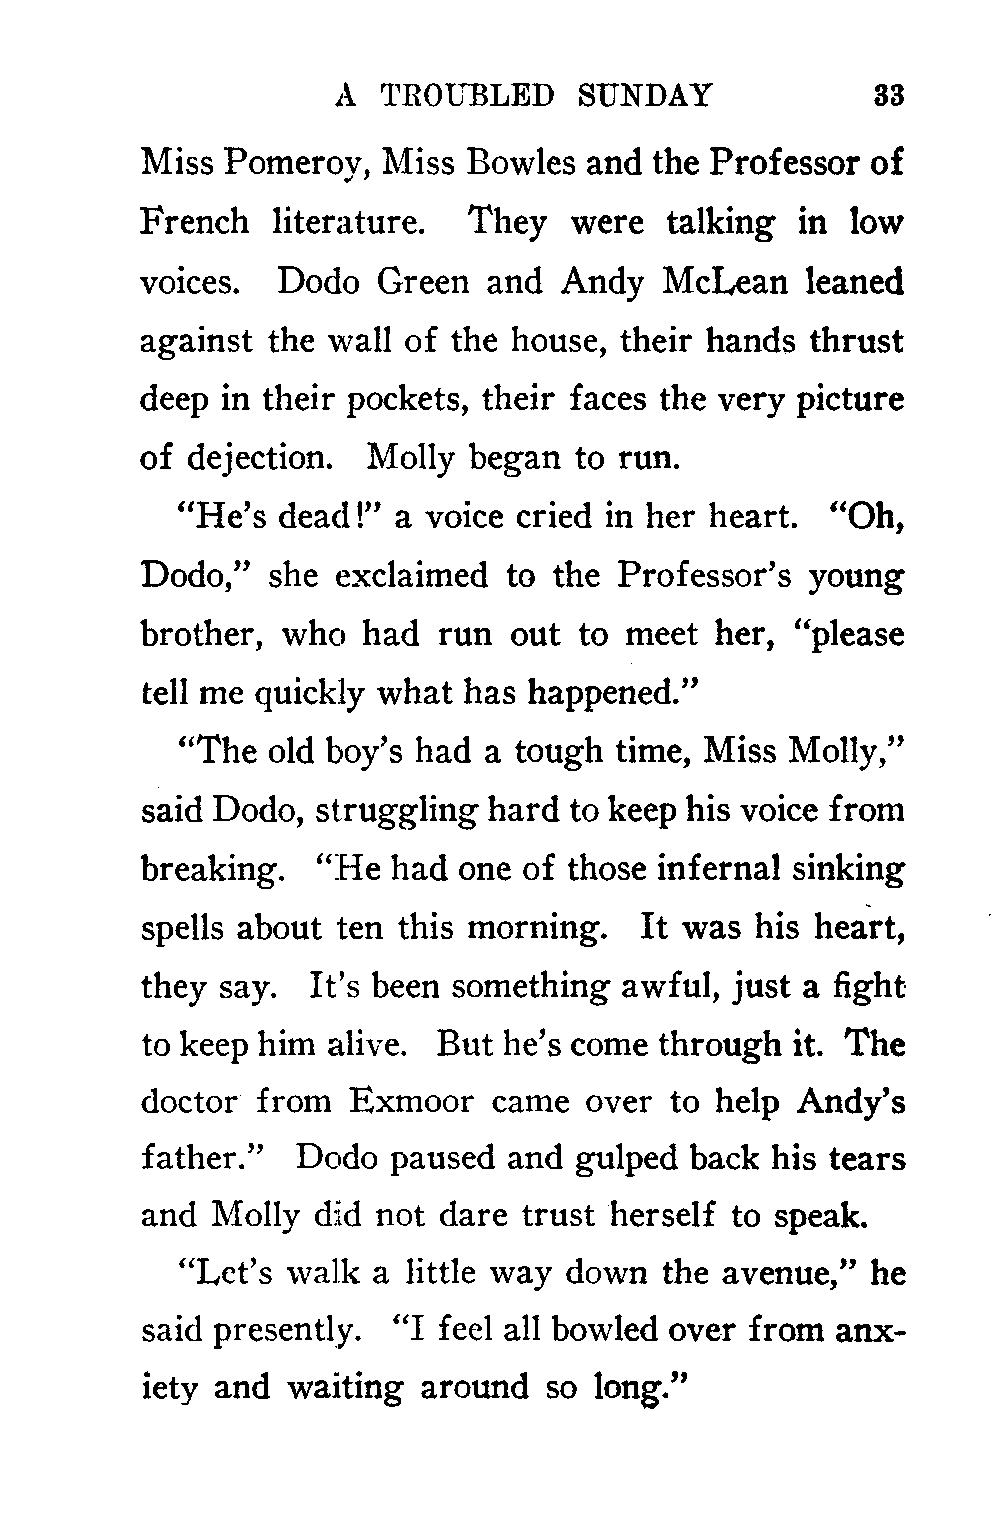 A TROUBLED SUNDAY 33
Miss Pomeroy, Miss Bowles and the Professor of
French literature. They were talking in low
voices. Dodo Green and Andy McLean leaned
against the wall of the house, their hands thrust
deep in their pockets, their faces the very picture
of dejection. Molly began to run.
"He's dead!" a voice cried in her heart. "Oh,
Dodo," she exclaimed to the Professor's young
brother, who had run out to meet her, "please
tell me quickly what has happened."
"The old boy's had a tough time, Miss Molly,"
said Dodo, struggling hard to keep his voice from
breaking. "He had one of those infernal sinking
spells about ten this morning. It was his heart,
they say. It's been something awful, just a fight
to keep him alive. But he's come through it. The
doctor from Exmoor came over to help Andy's
father." Dodo paused and gulped back his tears
and Molly did not dare trust herself to speak.
"Let's walk a little way down the avenue," he
said presently. "I feel all bowled over from anx-
iety and waiting around so long."